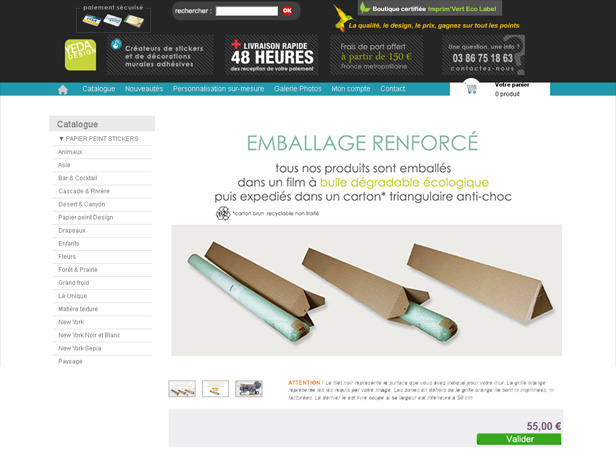 paiement sécuisé
rechercher :
OK
Boutique certifiée Imprim'Vert Eco Label
La qualité, le design, le prix, gagnez sur tout les points
YEDA
DESIGN
Créateurs de stickers
et de décorations
murales adhésives
LIVRAISON RAPIDE
48 HEURES
des reception de votre paiement
Frais de port offert
à partir de 150 €
France metropolitaine
Une question, une info ?
03 86 75 18 63
contactez-nous
Catalogue Nouveautés Personnalisation sur-mesure Galerie Photos Mon compte Contact
Votre panier
0 produit
Catalogue
▼ PAPIER PEINT STICKERS
Animaux
Asie
Bar & Cocktail
Cascade & Rivière
Desert & Canyon
Papier peint Design
Drapeaux
Enfants
Fleurs
Forêt & Prairie
Grand froid
Lé Unique
Matière texture
New York
New York Noir et Blanc
New York Sepia
Paysage
EMBALLAGE RENFORCÉ
tous nos produits sont emballés
dans un film à bulle dégradable écologique
puis expediés dans un carton* triangulaire anti-choc
*carton brun recyclable non traité
ATTENTION ! Le filet noir représente la surface que vous avez indiqué pour votre mur. La grille orange
représente les lés requis par votre image. Les zones en dehors de la grille orange ne sont ni imprimées, ni
facturées. Le dernier lé est livré coupé si sa largeur est inférieure à 58 cm
55,00 €
Valider